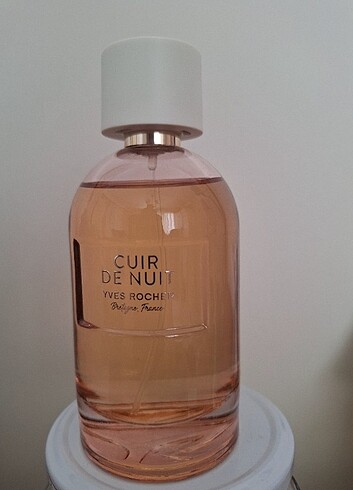 CUIR
DE NUIT
YVES ROCHER
Bretagne, France